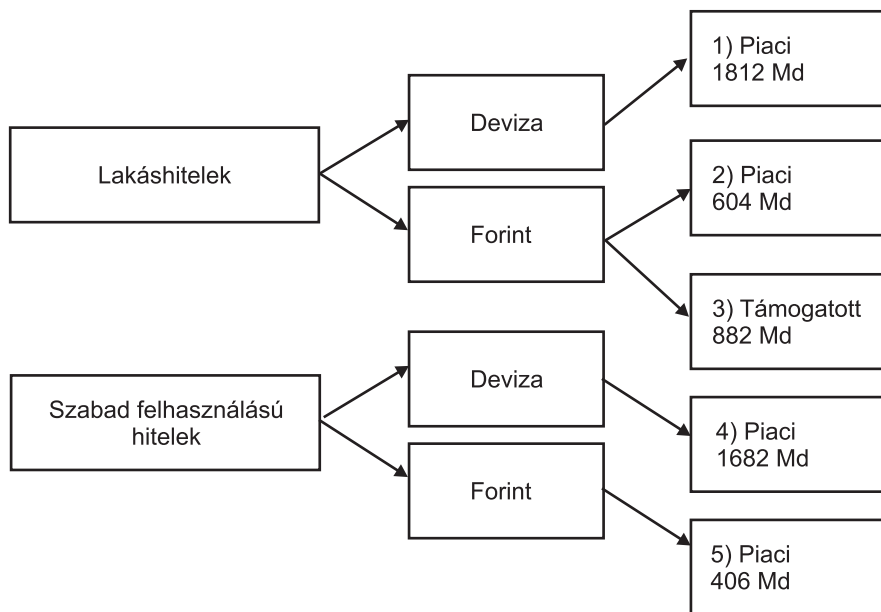 Lakáshitelek
Deviza
Forint
1) Piaci
1812 Md
2) Piaci
604 Md
3) Támogatott
882 Md
Szabad felhasználású
hitelek
Deviza
Forint
4) Piaci
1682 Md
5) Piaci
406 Md